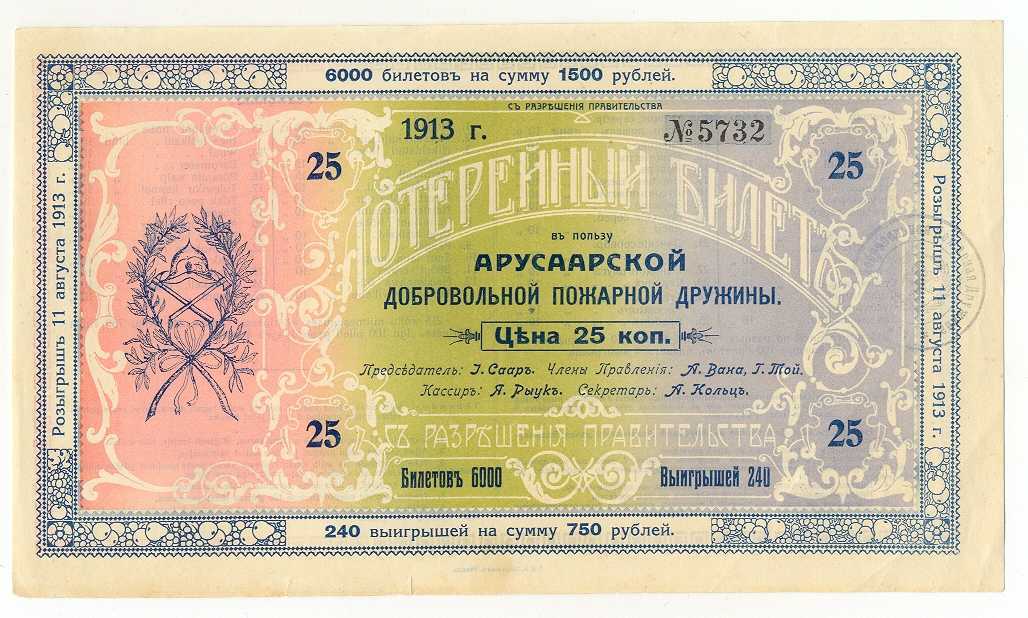 6000 билетовъ на сумму 1500 рублей.
СЪ РАЗРѢШЕНІЯ ПРАВИТЕЛЬСТВА
1913 г. №5732
25 25
ЛОТЕРЕЙНЫЙ БИЛЕТЪ
въ пользу
АРУСААРСКОЙ
ДОБРОВОЛЬНОЙ ПОЖАРНОЙ ДРУЖИНЫ.
Цѣна 25 коп.
Предсѣдатель: І. Сааръ. Члены Правленія: А. Вана, Г. Той.
Кассиръ: Я. Рыукъ. Секретарь: А. Кольцъ.
25 25
СЪ РАЗРѢШЕНІЯ ПРАВИТЕЛЬСТВА
Билетовъ 6000 Выигрышей 240
240 выигрышей на сумму 750 рублей.
Розыгрышъ 11 августа 1913 г.
Розыгрышъ 11 августа 1913 г.